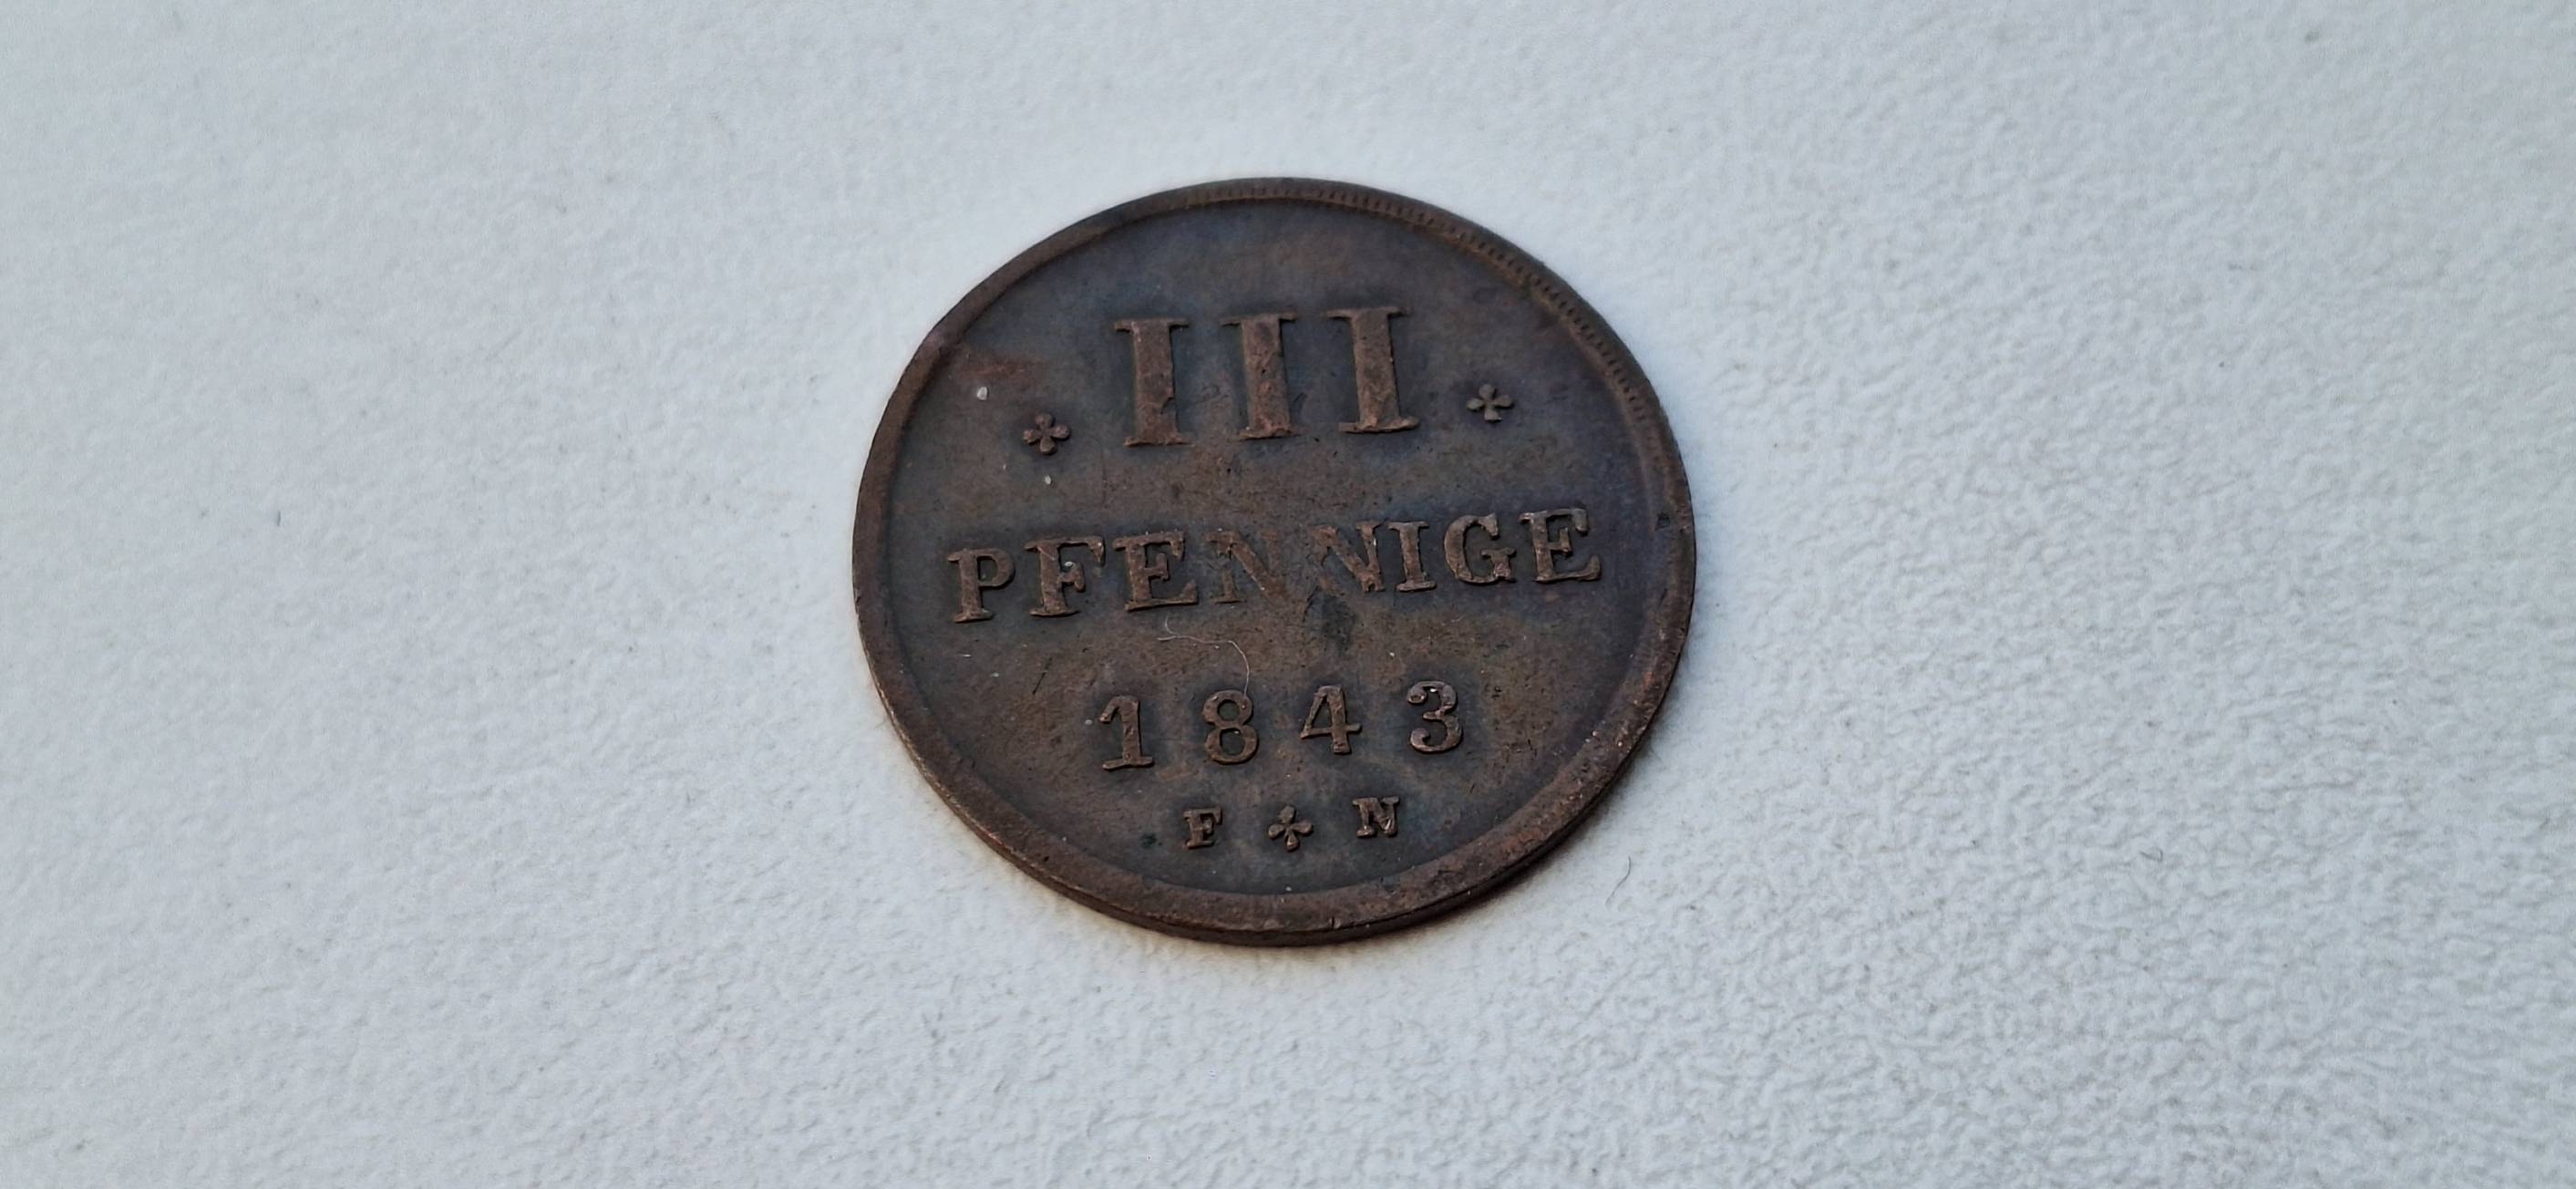 III
PFENNIGE
1843
F N